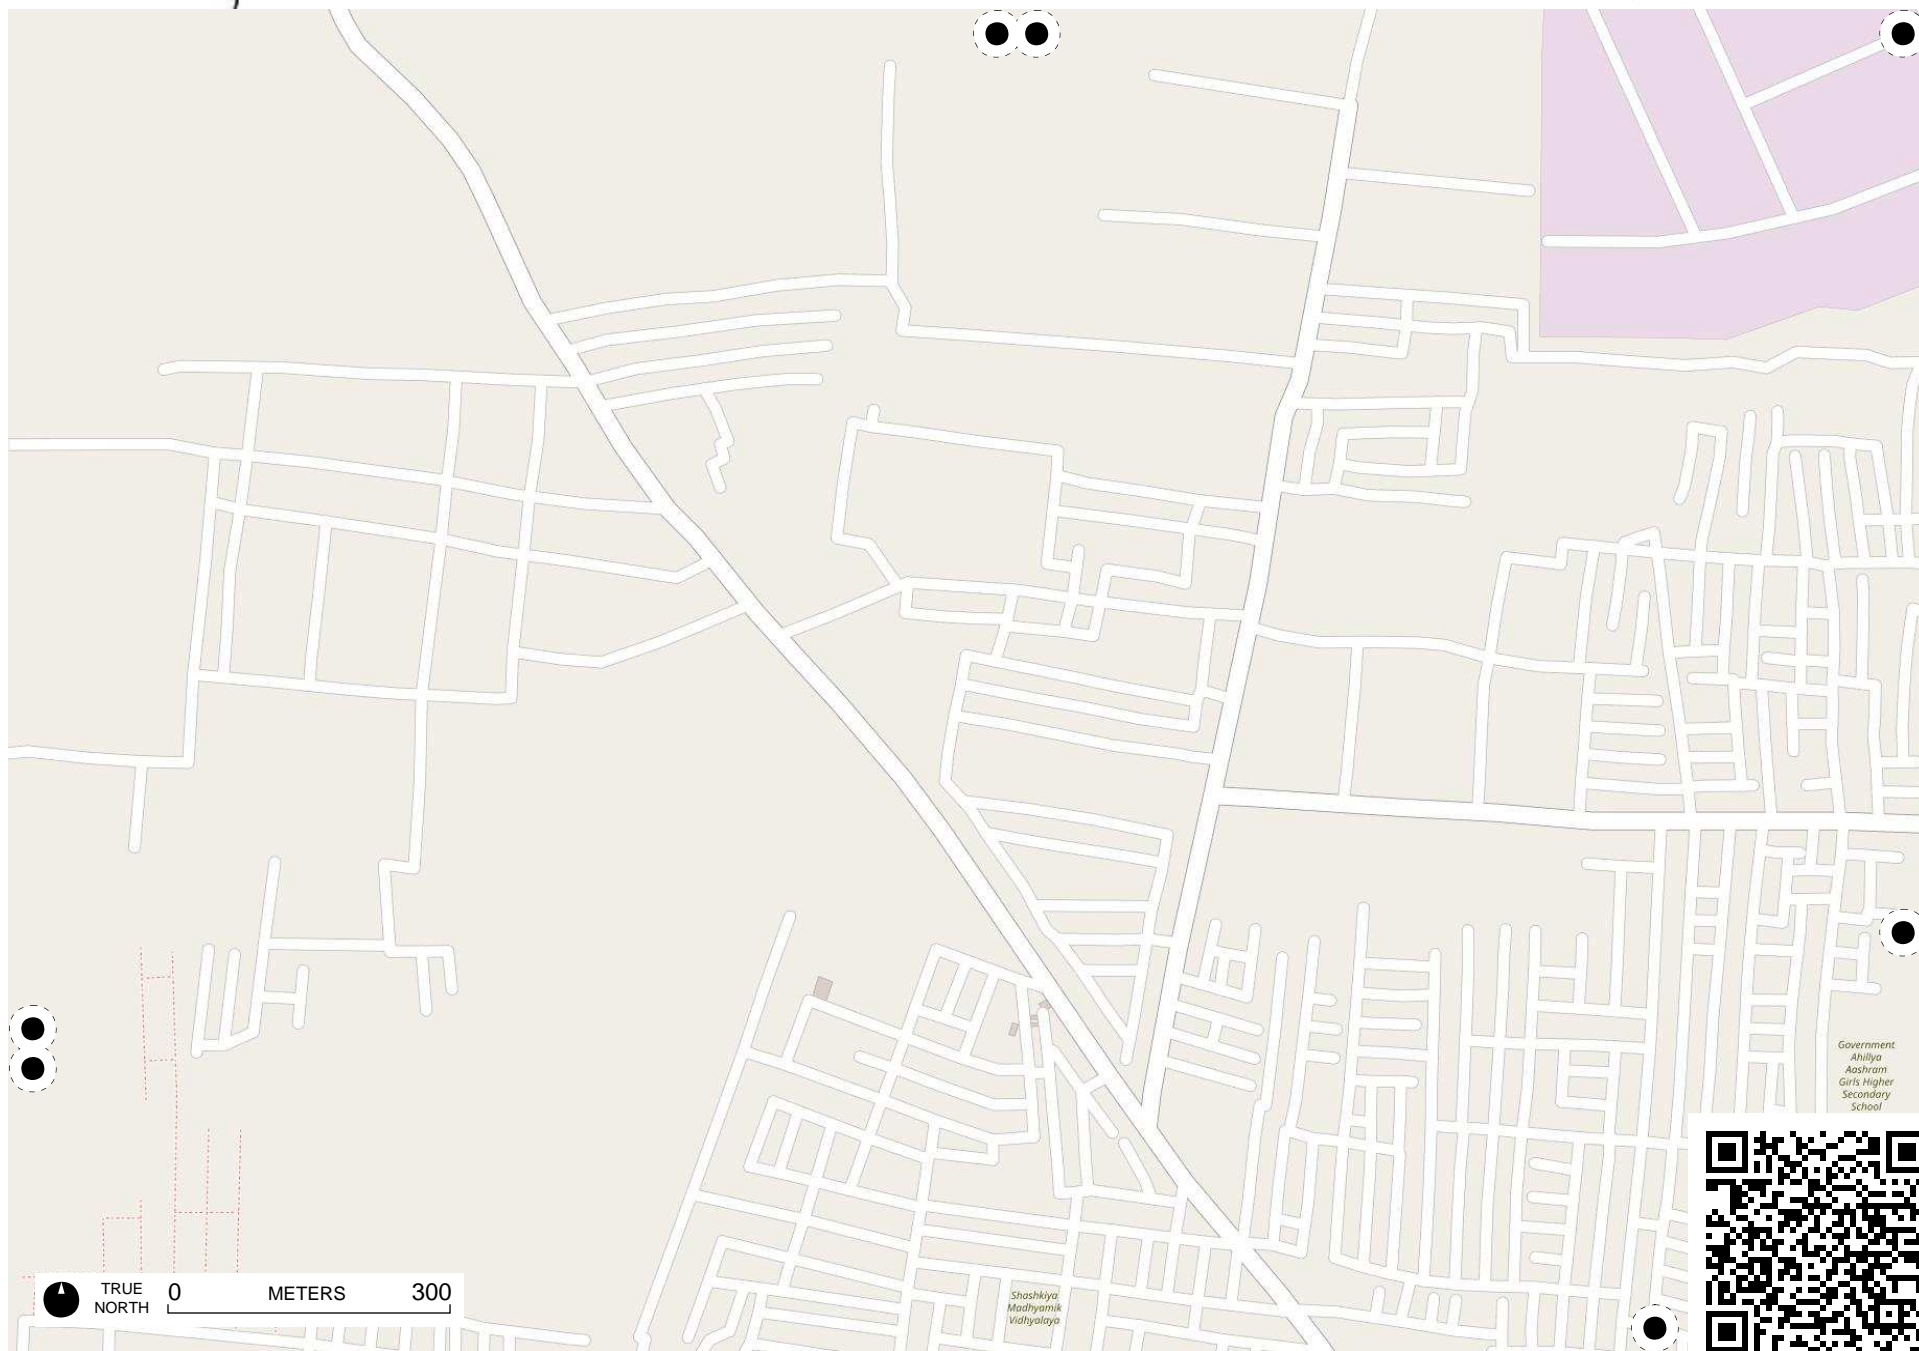 Government
Ahillya
Aashram
Girls Higher
Secondary
School
Shashkiya
Madhyamik
Vidhyalaya
TRUE
NORTH
0 METERS 300